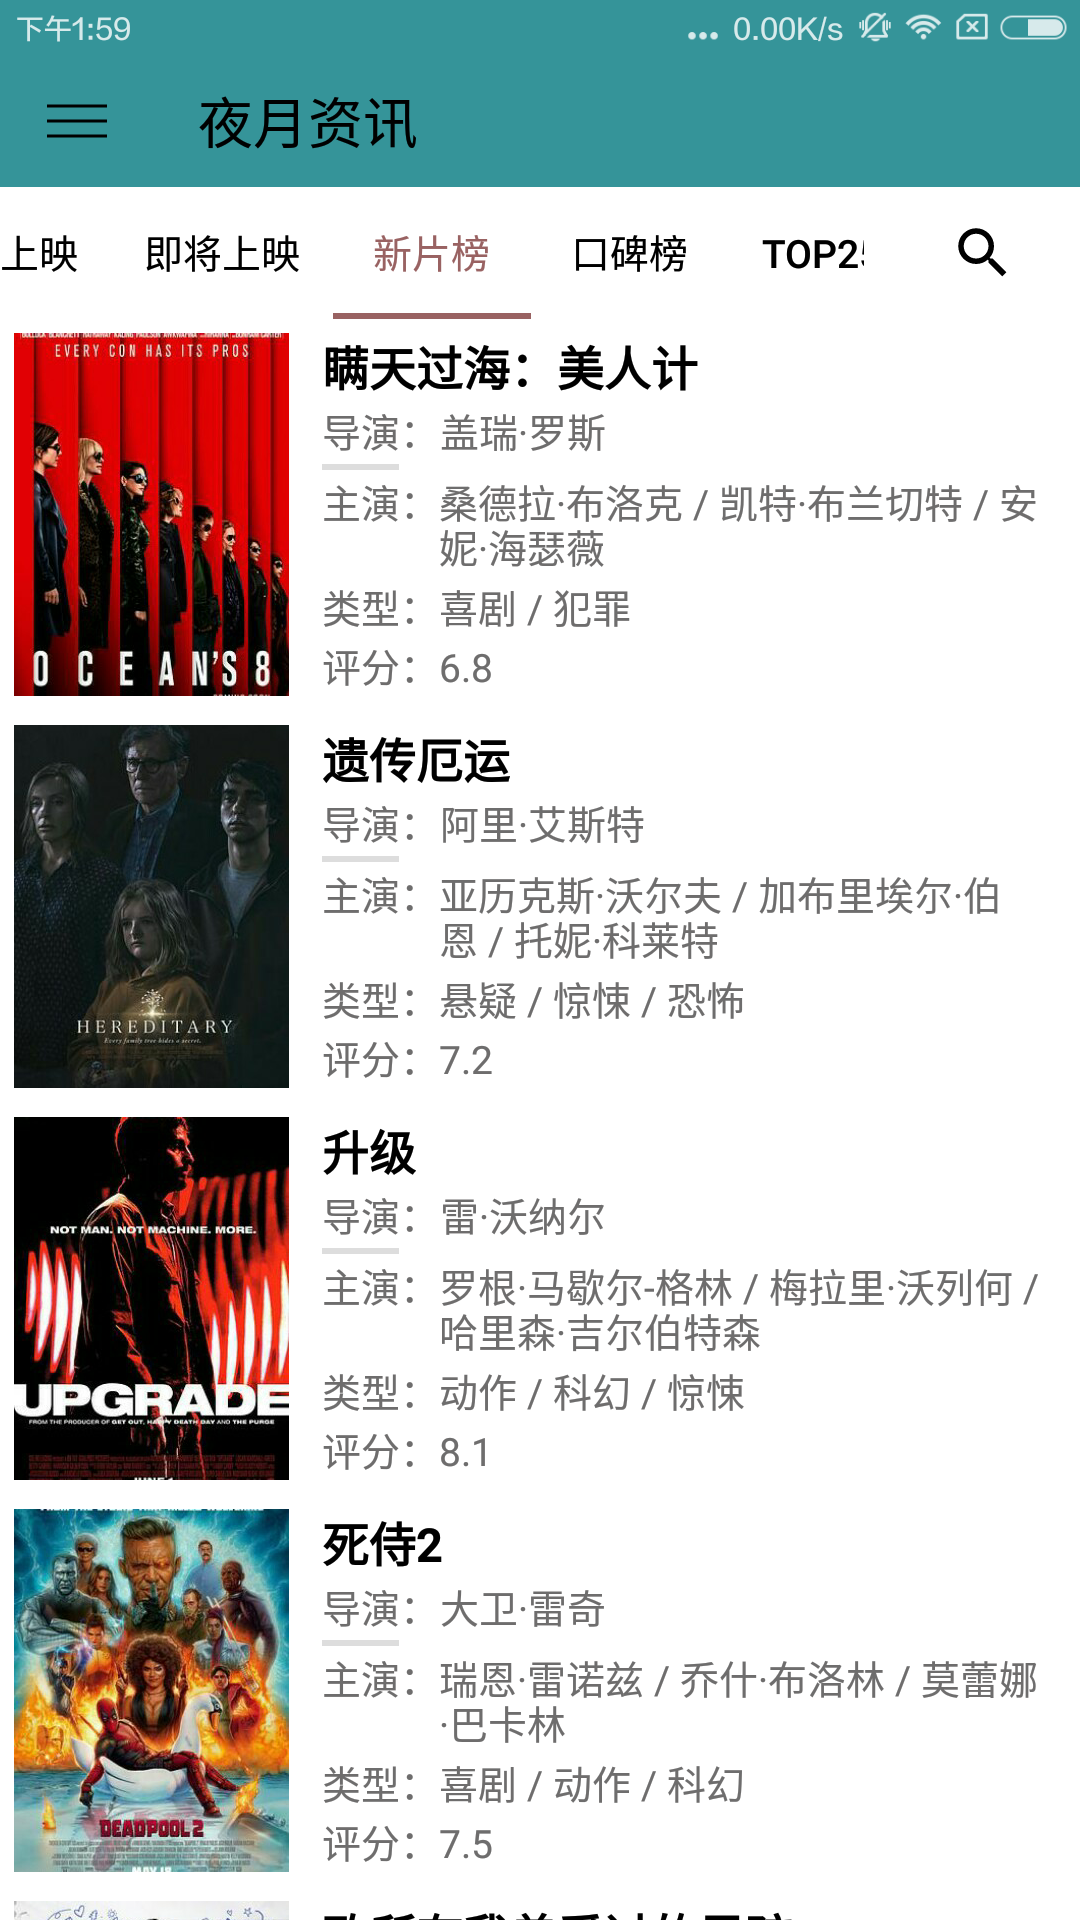 下午1:59
... 0.00K/s
夜月资讯
上映 即将上映 新片榜 口碑榜 TOP25
EVERY CON HAS ITS PROS
OCEAN'S 8
瞒天过海：美人计
导演：盖瑞·罗斯
主演：桑德拉·布洛克 / 凯特·布兰切特 / 安
妮·海瑟薇
类型：喜剧 / 犯罪
评分：6.8
HEREDITARY
Every family tree hides a secret.
遗传厄运
导演：阿里·艾斯特
主演：亚历克斯·沃尔夫 / 加布里埃尔·伯
恩 / 托妮·科莱特
类型：悬疑 / 惊悚 / 恐怖
评分：7.2
NOT MAN. NOT MACHINE. MORE.
UPGRADE
FROM THE PRODUCER OF GET OUT, HAPPY DEATH DAY AND THE PURGE
升级
导演：雷·沃纳尔
主演：罗根·马歇尔-格林 / 梅拉里·沃列何 /
哈里森·吉尔伯特森
类型：动作 / 科幻 / 惊悚
评分：8.1
DEADPOOL 2
MAY 18
死侍2
导演：大卫·雷奇
主演：瑞恩·雷诺兹 / 乔什·布洛林 / 莫蕾娜
·巴卡林
类型：喜剧 / 动作 / 科幻
评分：7.5